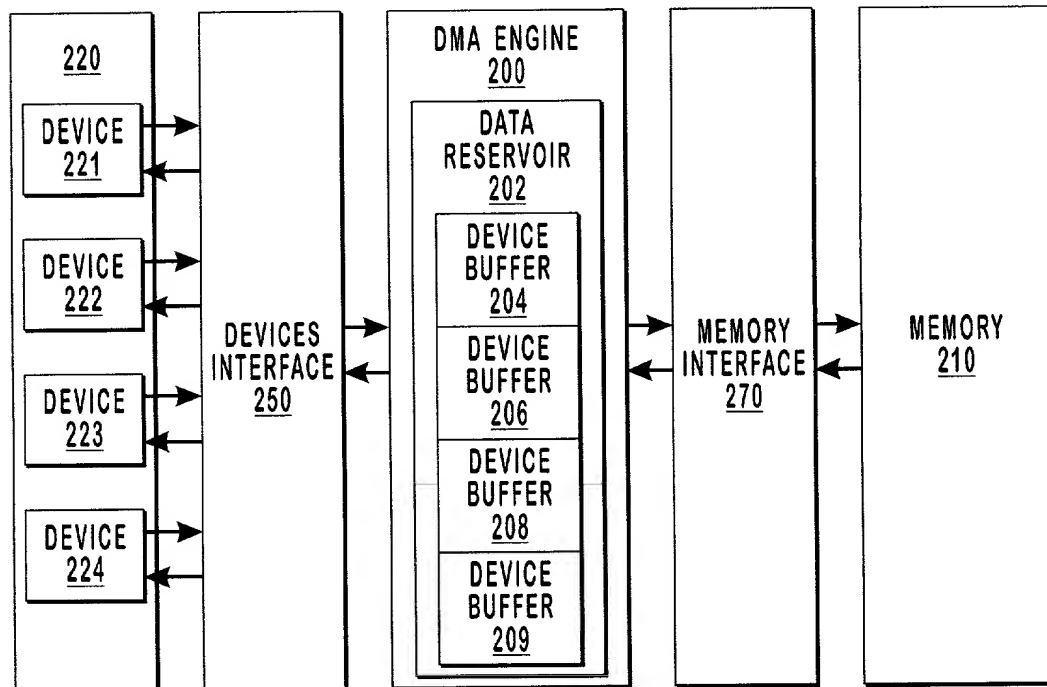 220
DEVICE
221
DEVICE
222
DEVICE
223
DEVICE
224
DEVICES
INTERFACE
250
DMA ENGINE
200
DATA
RESERVOIR
202
DEVICE
BUFFER
204
DEVICE
BUFFER
206
DEVICE
BUFFER
208
DEVICE
BUFFER
209
MEMORY
INTERFACE
270
MEMORY
210